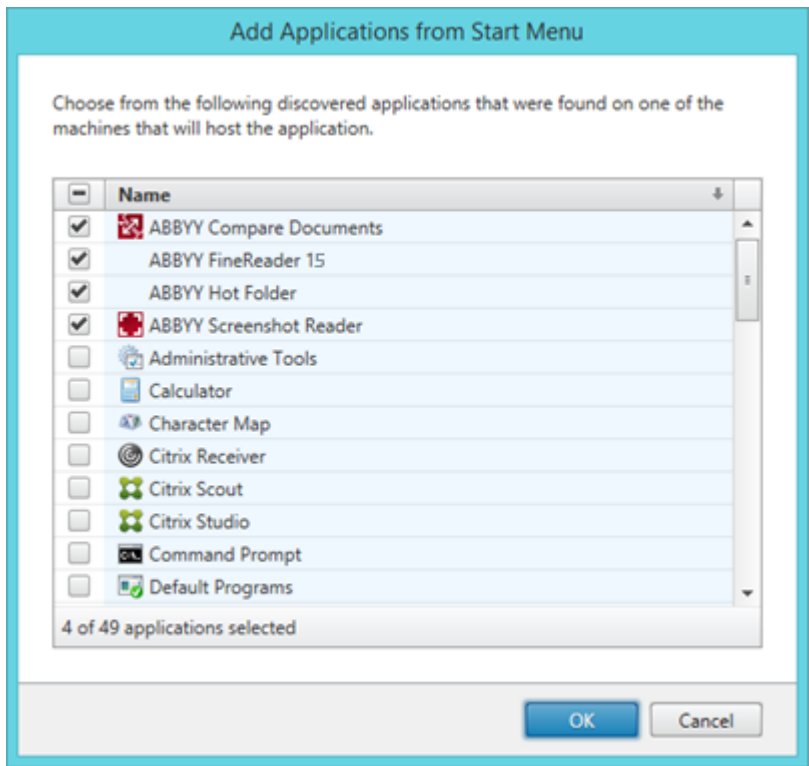 Add Applications from Start Menu
Choose from the following discovered applications that were found on one of the
machines that will host the application.
Name
ABBYY Compare Documents
ABBYY FineReader 15
ABBYY Hot Folder
ABBYY Screenshot Reader
Administrative Tools
Calculator
Character Map
Citrix Receiver
Citrix Scout
Citrix Studio
Command Prompt
Default Programs
4 of 49 applications selected
OK
Cancel